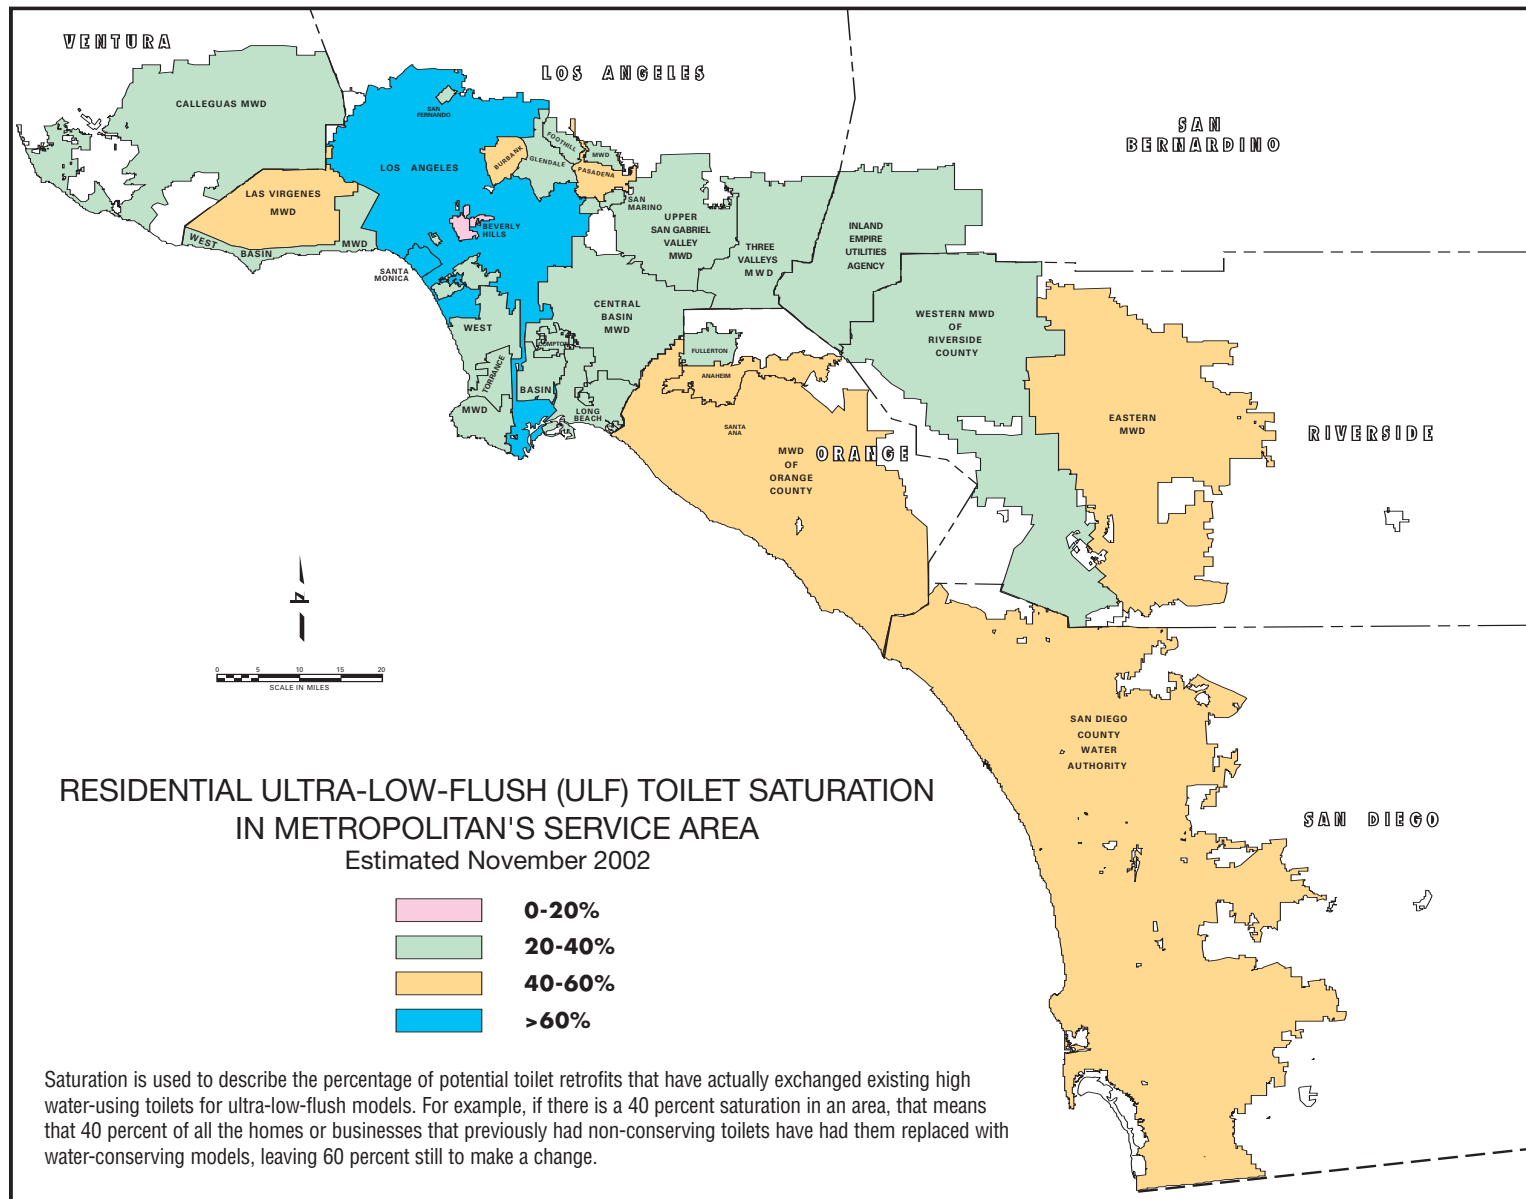 VENTURA
LOS ANGELES
SAN
BERNARDINO
CALLEGUAS MWD
SAN
FERNANDO
LOS ANGELES
BURBANK
GLENDALE
FOOTHILL
MWD
PASADENA
LAS VIRGENES
MWD
WEST
BASIN
MWD
SAN
MARINO
BEVERLY
HILLS
SANTA
MONICA
UPPER
SAN GABRIEL
VALLEY
MWD
THREE
VALLEYS
MWD
INLAND
EMPIRE
UTILITIES
AGENCY
CENTRAL
BASIN
MWD
WESTERN MWD
OF
RIVERSIDE
COUNTY
WEST
COMPTON
TORRANCE
BASIN
MWD
LONG
BEACH
FULLERTON
ANAHEIM
SANTA
ANA
MWD
OF
ORANGE
COUNTY
ORANGE
EASTERN
MWD
RIVERSIDE
0 5 10 15 20
SCALE IN MILES
SAN DIEGO
COUNTY
WATER
AUTHORITY
SAN DIEGO
RESIDENTIAL ULTRA-LOW-FLUSH (ULF) TOILET SATURATION
IN METROPOLITAN'S SERVICE AREA
Estimated November 2002
0-20%
20-40%
40-60%
>60%
Saturation is used to describe the percentage of potential toilet retrofits that have actually exchanged existing high
water-using toilets for ultra-low-flush models. For example, if there is a 40 percent saturation in an area, that means
that 40 percent of all the homes or businesses that previously had non-conserving toilets have had them replaced with
water-conserving models, leaving 60 percent still to make a change.